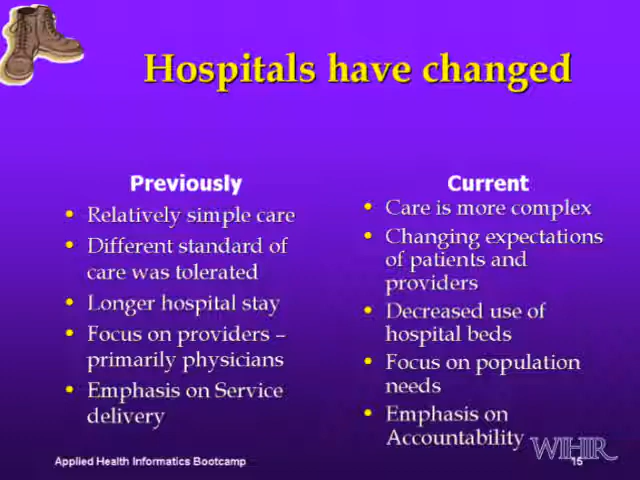 Hospitals have changed
Previously
• Relatively simple care
• Different standard of
care was tolerated
• Longer hospital stay
• Focus on providers –
primarily physicians
• Emphasis on Service
delivery
Current
• Care is more complex
• Changing expectations
of patients and
providers
• Decreased use of
hospital beds
• Focus on population
needs
• Emphasis on
Accountability
WIHIR
Applied Health Informatics Bootcamp
15